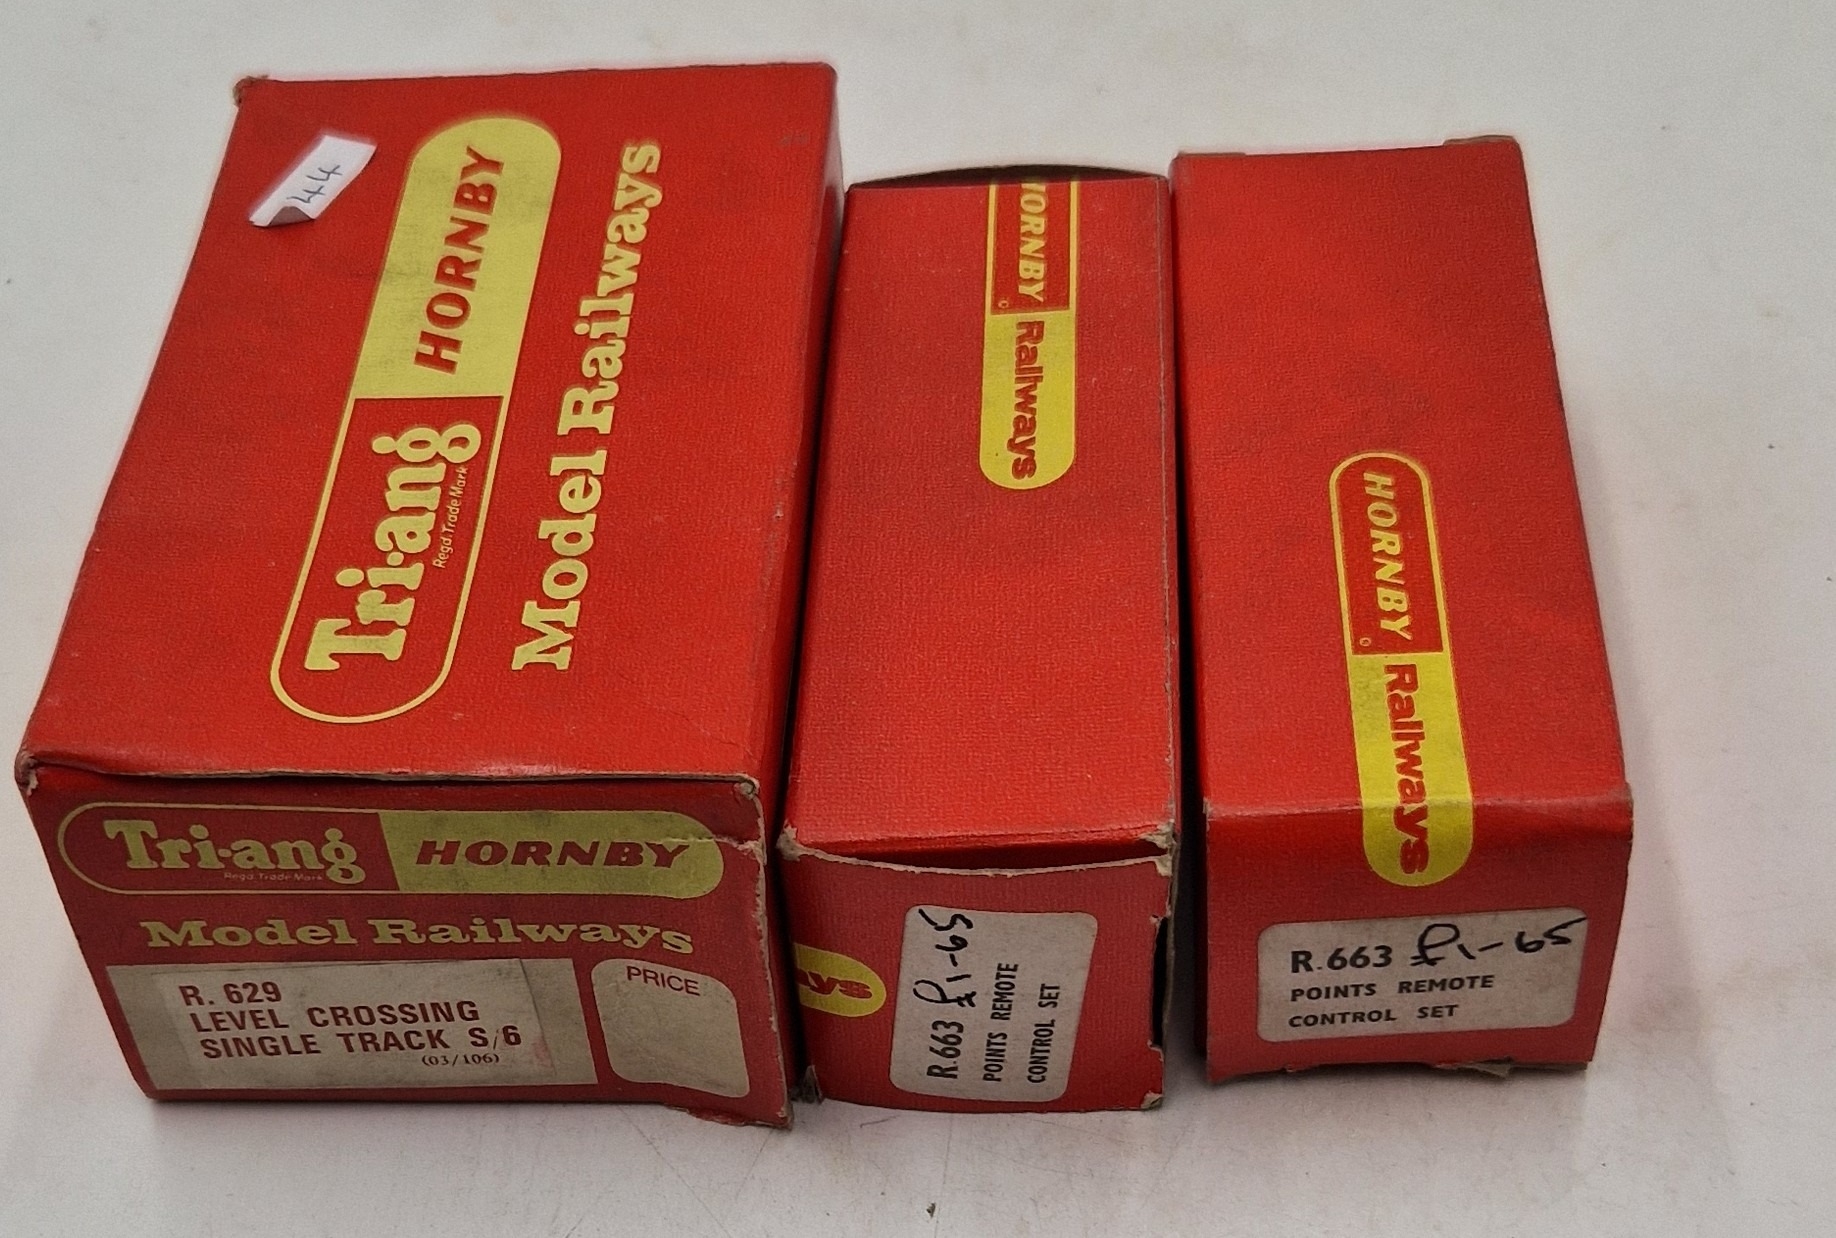 44
Tri-ang HORNBY
Regd. Trade Mark
Model Railways
Tri-ang HORNBY
Regd. Trade Mark
Model Railways
R. 629
LEVEL CROSSING
SINGLE TRACK S/6
(03/106)
PRICE
HORNBY Railways
ays
R.663 £1-65
POINTS REMOTE
CONTROL SET
HORNBY Railways
R.663 £1-65
POINTS REMOTE
CONTROL SET